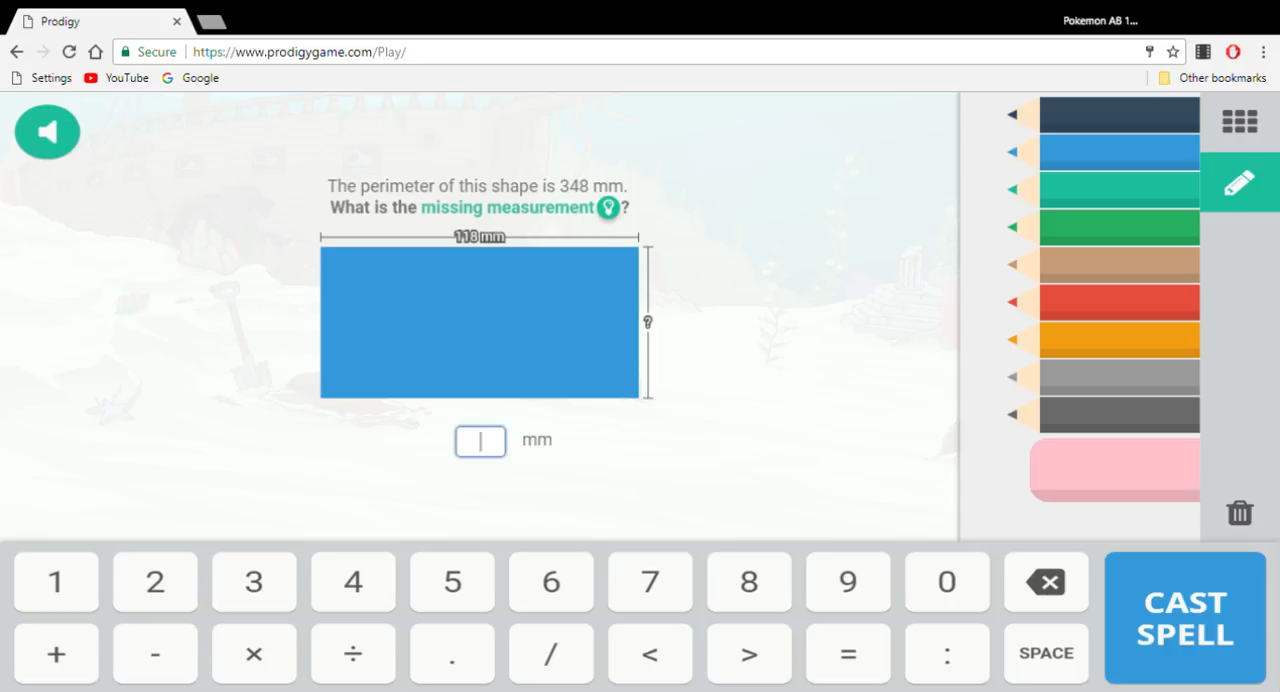 Prodigy
Pokemon AB 1...
Secure https://www.prodigygame.com/Play/
Settings YouTube Google Other bookmarks
The perimeter of this shape is 348 mm.
What is the missing measurement ?
118 mm
?
mm
1 2 3 4 5 6 7 8 9 0
+ - × ÷ . / < > = : SPACE
CAST
SPELL